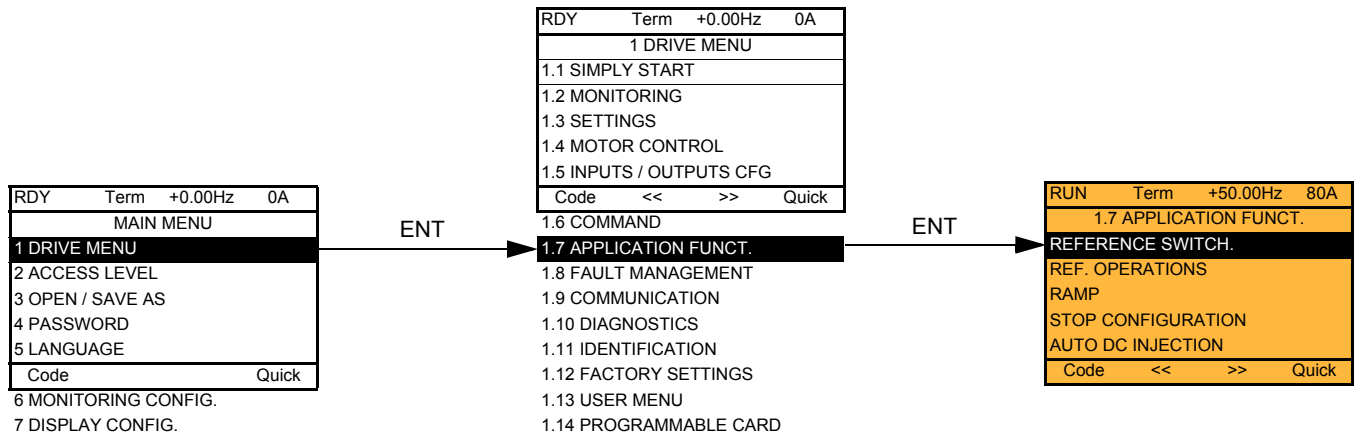 RDY Term +0.00Hz 0A
MAIN MENU
1 DRIVE MENU
2 ACCESS LEVEL
3 OPEN / SAVE AS
4 PASSWORD
5 LANGUAGE
Code Quick
6 MONITORING CONFIG.
7 DISPLAY CONFIG.
ENT
RDY Term +0.00Hz 0A
1 DRIVE MENU
1.1 SIMPLY START
1.2 MONITORING
1.3 SETTINGS
1.4 MOTOR CONTROL
1.5 INPUTS / OUTPUTS CFG
Code << >> Quick
1.6 COMMAND
1.7 APPLICATION FUNCT.
1.8 FAULT MANAGEMENT
1.9 COMMUNICATION
1.10 DIAGNOSTICS
1.11 IDENTIFICATION
1.12 FACTORY SETTINGS
1.13 USER MENU
1.14 PROGRAMMABLE CARD
ENT
RUN Term +50.00Hz 80A
1.7 APPLICATION FUNCT.
REFERENCE SWITCH.
REF. OPERATIONS
RAMP
STOP CONFIGURATION
AUTO DC INJECTION
Code << >> Quick